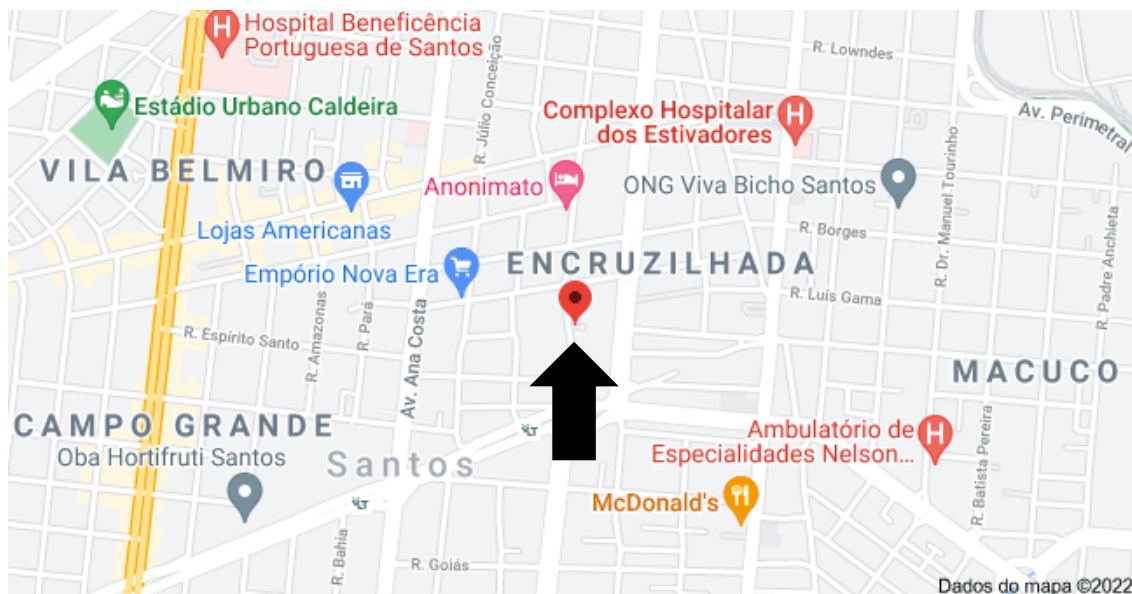 Hospital Beneficência
Portuguesa de Santos
R. Júlio Conceição
R. Lowndes
Estádio Urbano Caldeira
Complexo Hospitalar
dos Estivadores
Av. Perimetral
VILA BELMIRO
Anonimato
ONG Viva Bicho Santos
R. Dr. Manuel Tourinho
Lojas Americanas
R. Borges
R. Padre Anchieta
Empório Nova Era
ENCRUZILHADA
R. Luís Gama
R. Espírito Santo
R. Amazonas
R. Pará
Av. Ana Costa
MACUCO
CAMPO GRANDE
Oba Hortifruti Santos
Santos
VLT
Ambulatório de
Especialidades Nelson...
R. Batista Pereira
VLT
McDonald's
R. Bahia
R. Goiás
Dados do mapa ©2022